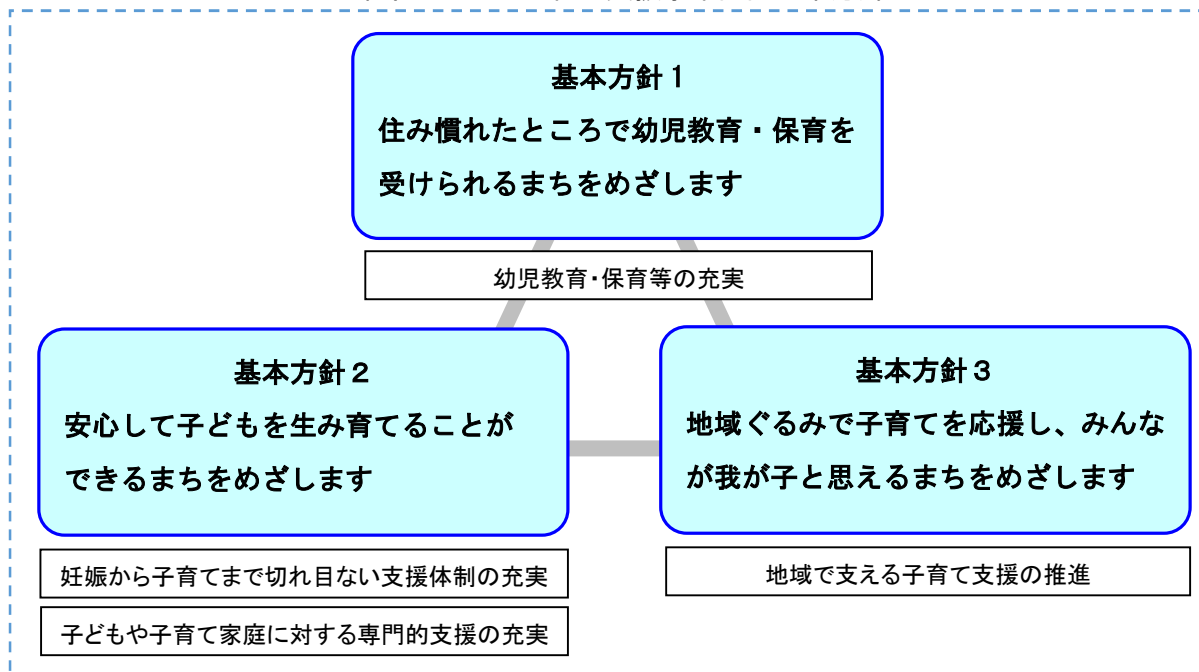 基本方針１
住み慣れたところで幼児教育・保育を
受けられるまちをめざします
幼児教育・保育等の充実
基本方針２
安心して子どもを生み育てることが
できるまちをめざします
妊娠から子育てまで切れ目ない支援体制の充実
子どもや子育て家庭に対する専門的支援の充実
基本方針３
地域ぐるみで子育てを応援し、みんな
が我が子と思えるまちをめざします
地域で支える子育て支援の推進